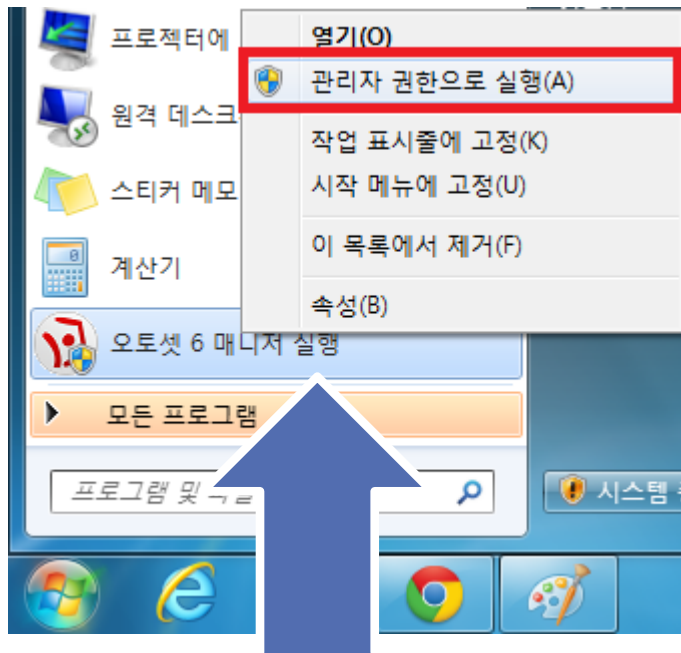 프로젝터에
열기(O)
관리자 권한으로 실행(A)
원격 데스크
작업 표시줄에 고정(K)
스티커 메모
시작 메뉴에 고정(U)
이 목록에서 제거(F)
계산기
속성(B)
오토셋 6 매니저 실행
모든 프로그램
프로그램 및
시스템